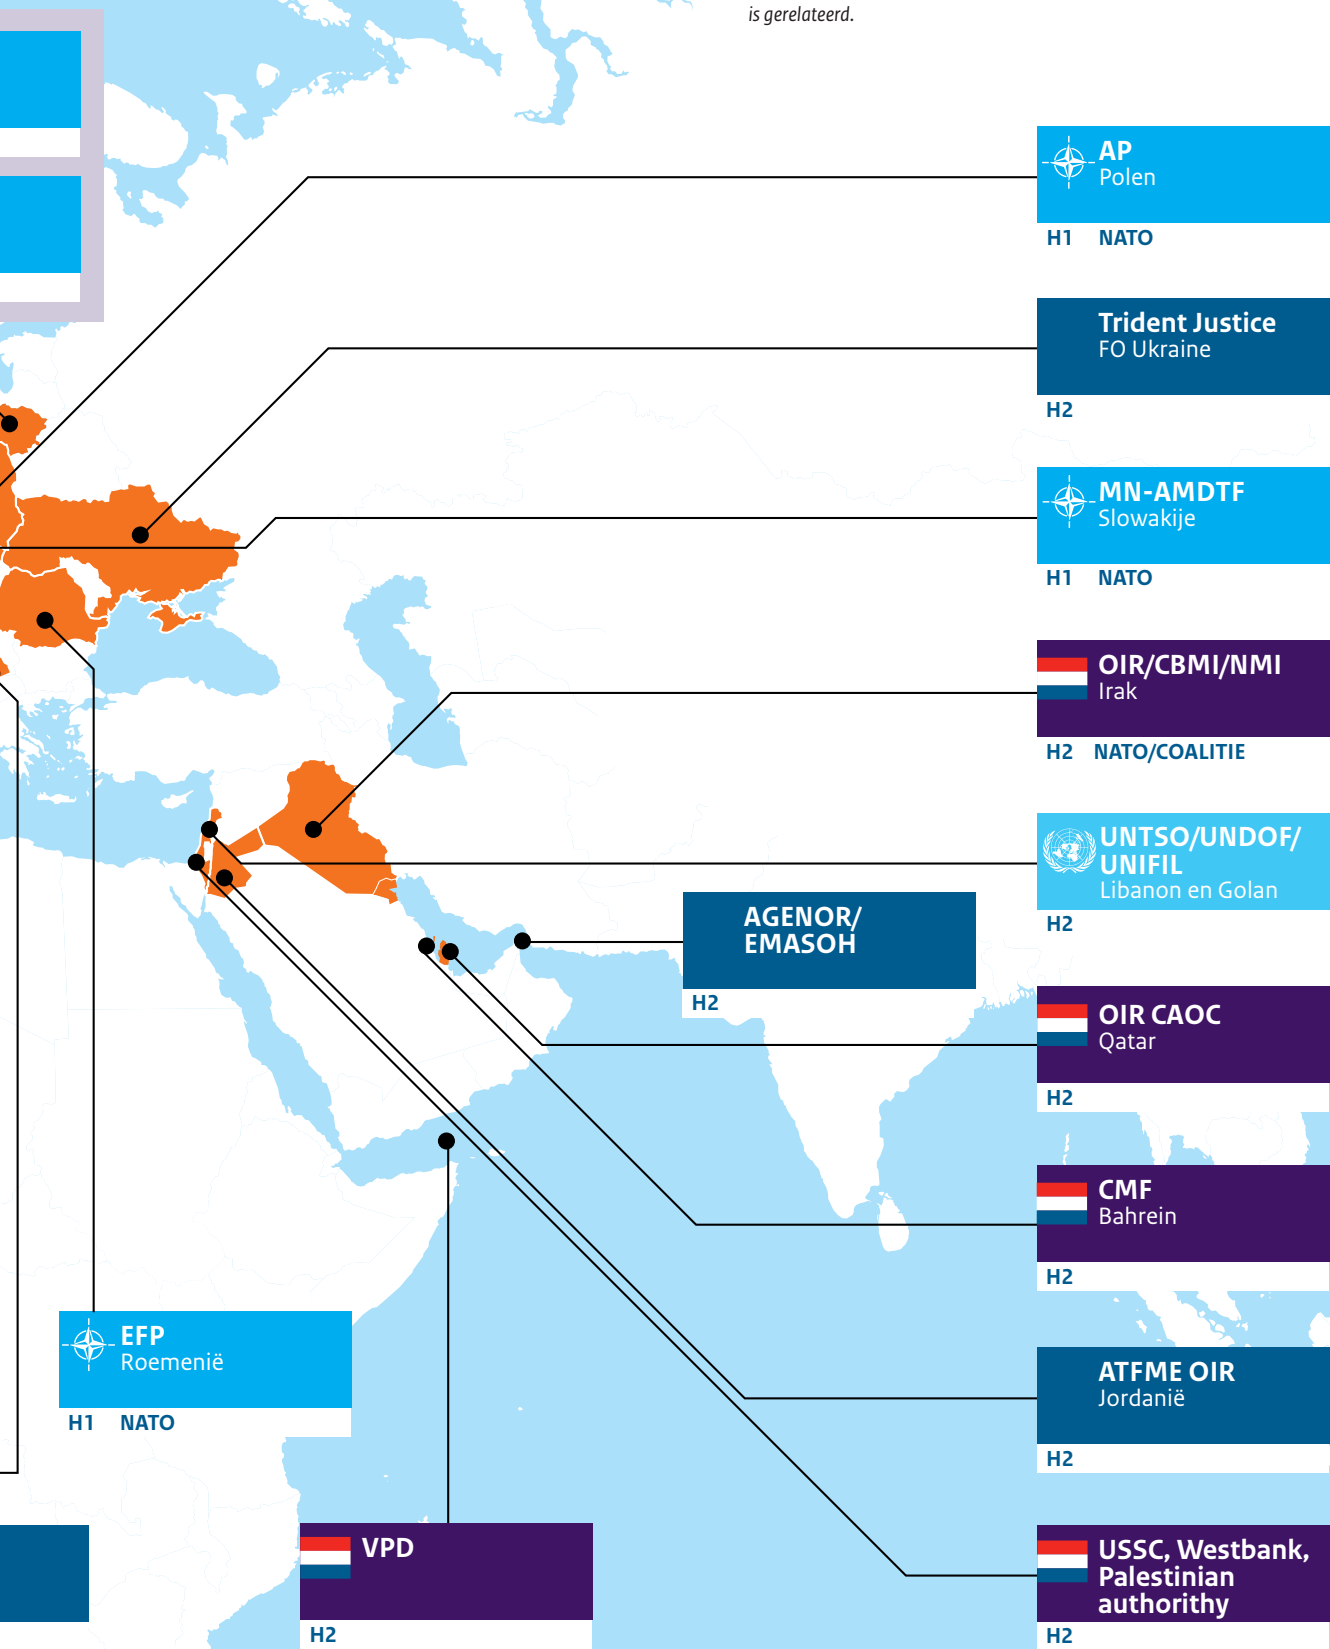 is gerelateerd.
AP
Polen
H1 NATO
Trident Justice
FO Ukraine
H2
MN-AMDTF
Slowakije
H1 NATO
OIR/CBMI/NMI
Irak
H2 NATO/COALITIE
UNTSO/UNDOF/
UNIFIL
Libanon en Golan
H2
AGENOR/
EMASOH
H2
OIR CAOC
Qatar
H2
CMF
Bahrein
H2
EFP
Roemenië
H1 NATO
ATFME OIR
Jordanië
H2
VPD
H2
USSC, Westbank,
Palestinian
authorithy
H2